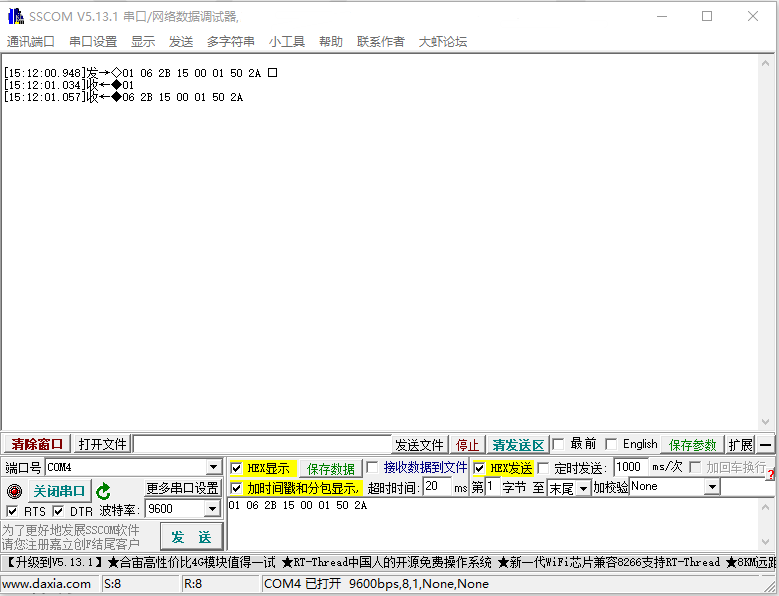 SSCOM V5.13.1 串口/网络数据调试器,
通讯端口 串口设置 显示 发送 多字符串 小工具 帮助 联系作者 大虾论坛
[15:12:00.948]发→◇01 06 2B 15 00 01 50 2A □
[15:12:01.034]收←◆01
[15:12:01.057]收←◆06 2B 15 00 01 50 2A
清除窗口 打开文件 发送文件 停止 清发送区 最前 English 保存参数 扩展 —
端口号 COM4 HEX显示 保存数据 接收数据到文件 HEX发送 定时发送: 1000 ms/次 加回车换行
关闭串口 更多串口设置 加时间戳和分包显示, 超时时间: 20 ms 第 1 字节 至 末尾 加校验 None
RTS DTR 波特率: 9600 01 06 2B 15 00 01 50 2A
为了更好地发展SSCOM软件
请您注册嘉立创F结尾客户
发 送
【升级到V5.13.1】★合宙高性价比4G模块值得一试 ★RT-Thread中国人的开源免费操作系统 ★新一代WiFi芯片兼容8266支持RT-Thread ★8KM远距
www.daxia.com S:8 R:8 COM4 已打开 9600bps,8,1,None,None